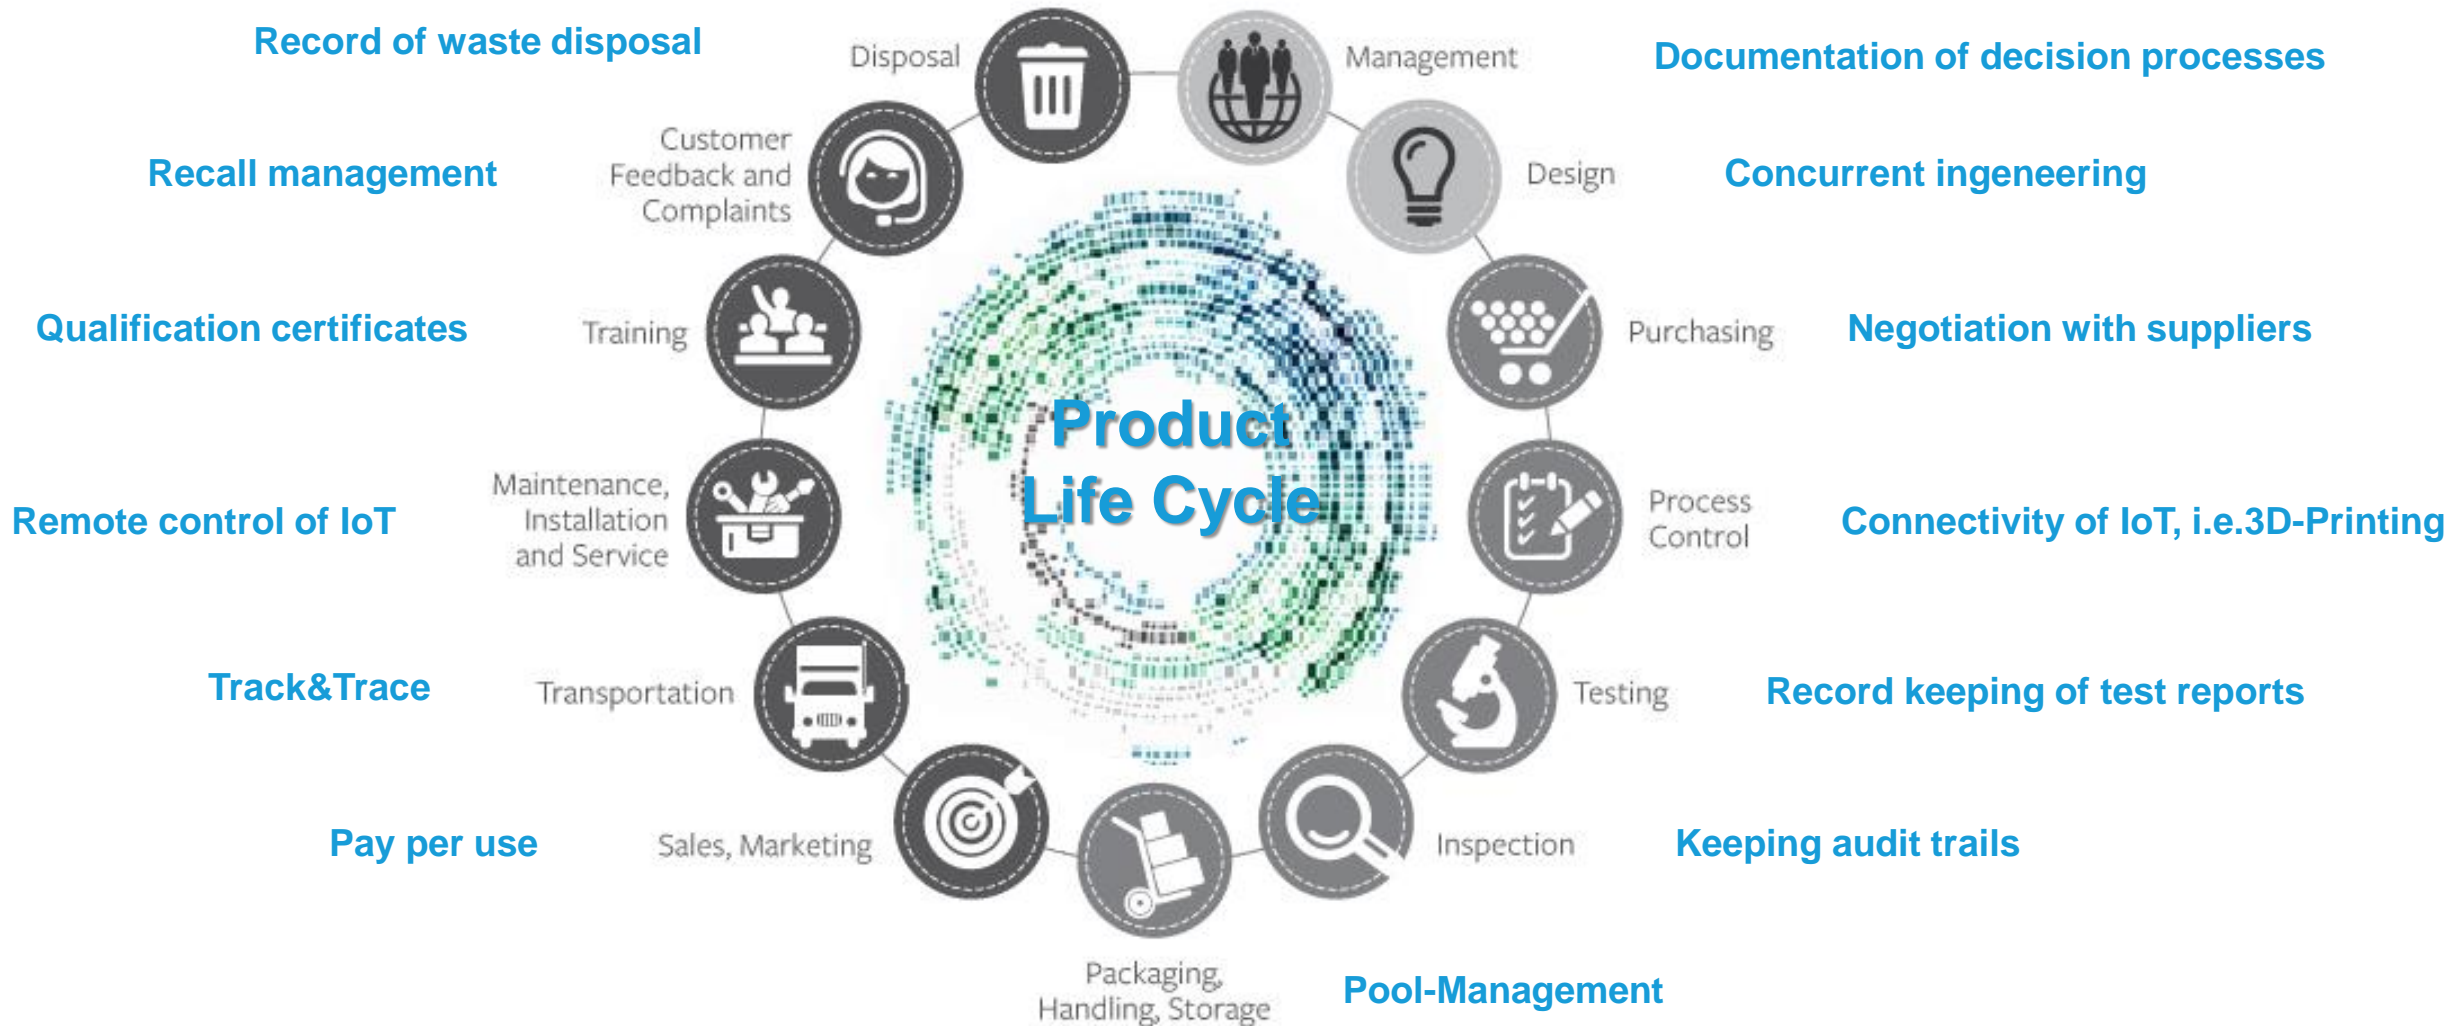 Record of waste disposal
Disposal
Management
Documentation of decision processes
Recall management
Customer
Feedback and
Complaints
Design
Concurrent ingeneering
Qualification certificates
Training
Purchasing
Negotiation with suppliers
Product
Life Cycle
Remote control of IoT
Maintenance,
Installation
and Service
Process
Control
Connectivity of IoT, i.e.3D-Printing
Track&Trace
Transportation
Testing
Record keeping of test reports
Pay per use
Sales, Marketing
Inspection
Keeping audit trails
Packaging,
Handling, Storage
Pool-Management